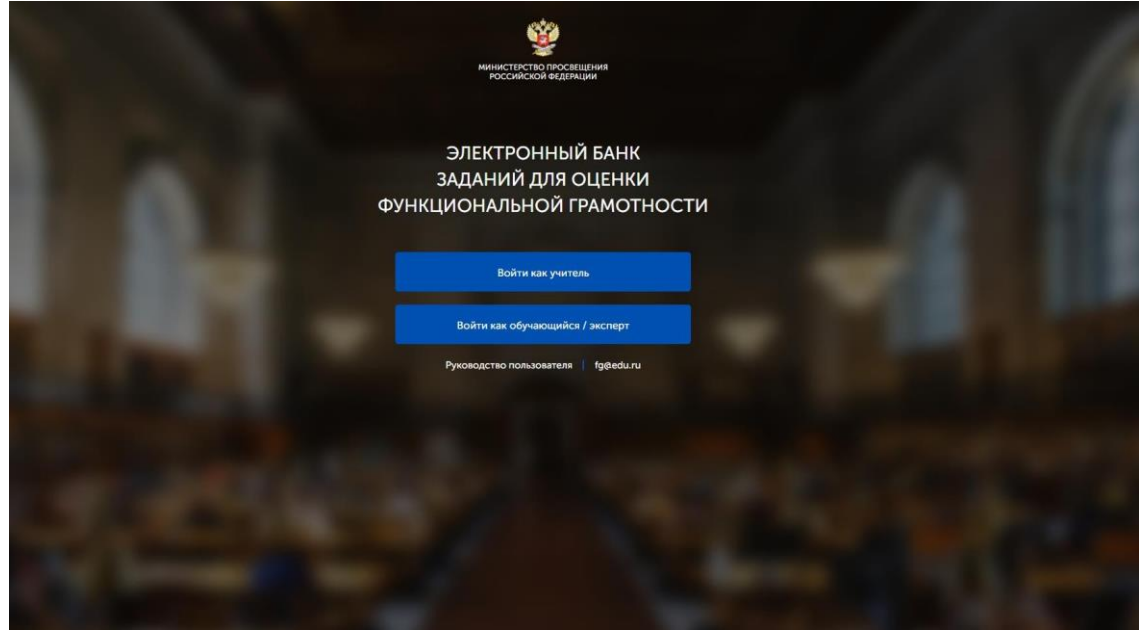 МИНИСТЕРСТВО ПРОСВЕЩЕНИЯ
РОССИЙСКОЙ ФЕДЕРАЦИИ
ЭЛЕКТРОННЫЙ БАНК
ЗАДАНИЙ ДЛЯ ОЦЕНКИ
ФУНКЦИОНАЛЬНОЙ ГРАМОТНОСТИ
Войти как учитель
Войти как обучающийся / эксперт
Руководство пользователя | fg@edu.ru